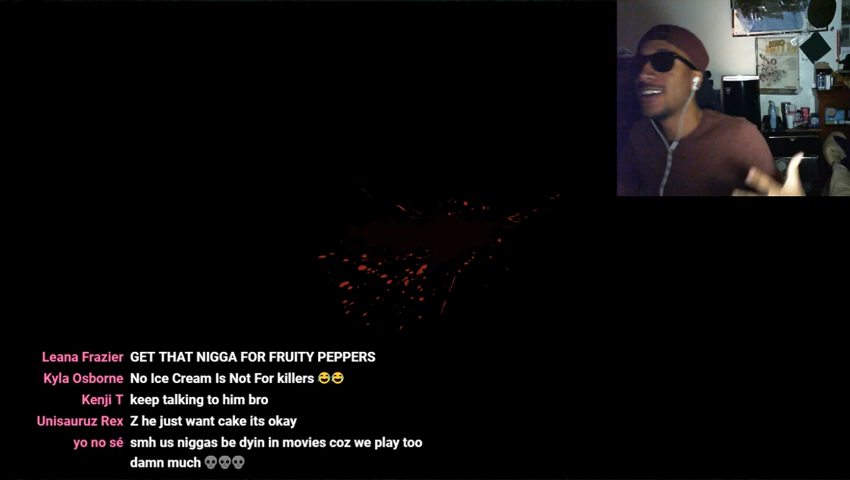 Leana Frazier GET THAT NIGGA FOR FRUITY PEPPERS
Kyla Osborne No Ice Cream Is Not For killers 😂😂
Kenji T keep talking to him bro
Unisauruz Rex Z he just want cake its okay
yo no sé smh us niggas be dyin in movies coz we play too
damn much 💀💀💀